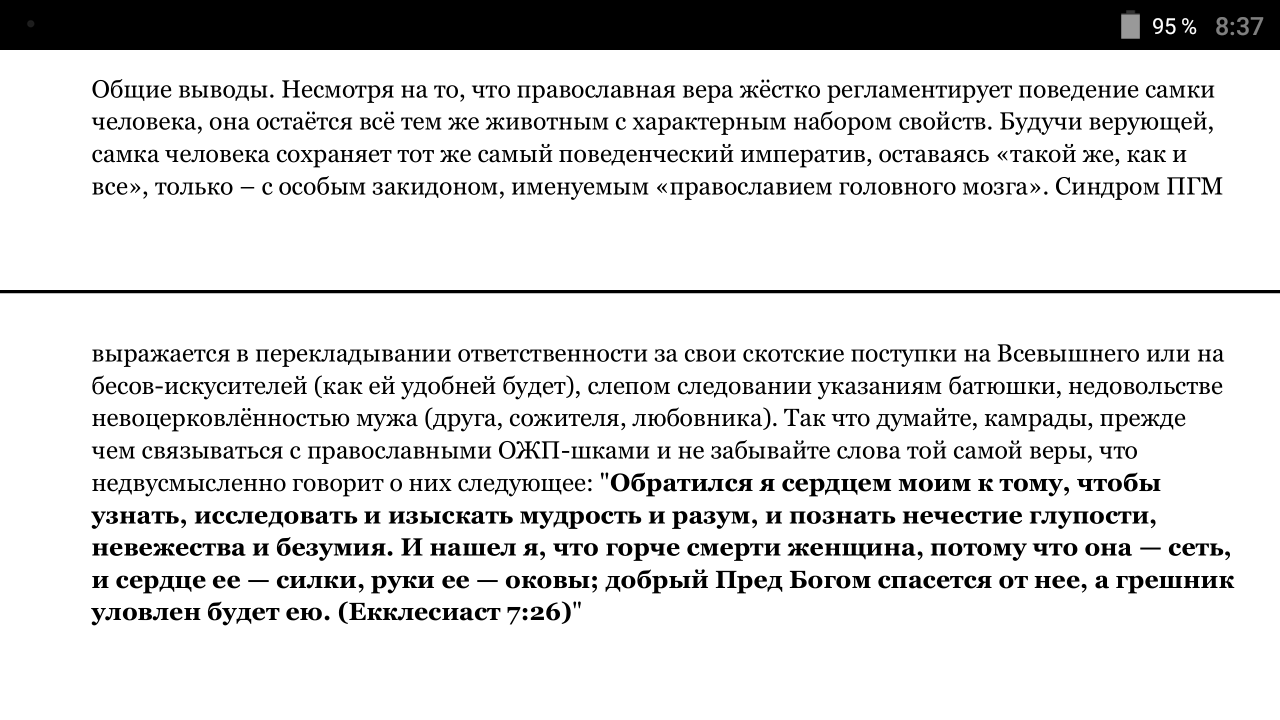 95 % 8:37
Общие выводы. Несмотря на то, что православная вера жёстко регламентирует поведение самки
человека, она остаётся всё тем же животным с характерным набором свойств. Будучи верующей,
самка человека сохраняет тот же самый поведенческий императив, оставаясь «такой же, как и
все», только – с особым закидоном, именуемым «православием головного мозга». Синдром ПГМ
выражается в перекладывании ответственности за свои скотские поступки на Всевышнего или на
бесов-искусителей (как ей удобней будет), слепом следовании указаниям батюшки, недовольстве
невоцерковлённостью мужа (друга, сожителя, любовника). Так что думайте, камрады, прежде
чем связываться с православными ОЖП-шками и не забывайте слова той самой веры, что
недвусмысленно говорит о них следующее: "Обратился я сердцем моим к тому, чтобы
узнать, исследовать и изыскать мудрость и разум, и познать нечестие глупости,
невежества и безумия. И нашел я, что горче смерти женщина, потому что она — сеть,
и сердце ее — силки, руки ее — оковы; добрый Пред Богом спасется от нее, а грешник
уловлен будет ею. (Екклесиаст 7:26)"